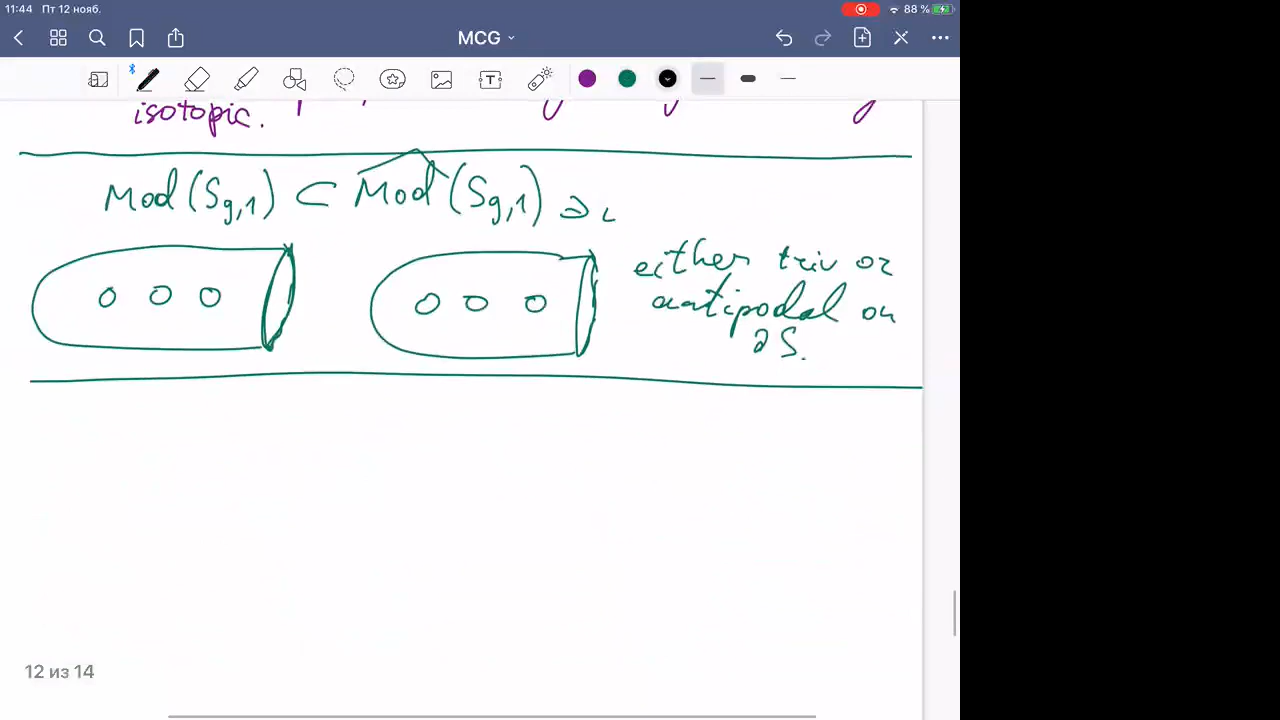 11:44 Пт 12 нояб. 88 %
MCG
isotopic.
Mod(S_{g,1}) ⊂ \widehat{Mod}(S_{g,1}) ∋ ι
either triv or
antipodal on
∂S.
12 из 14